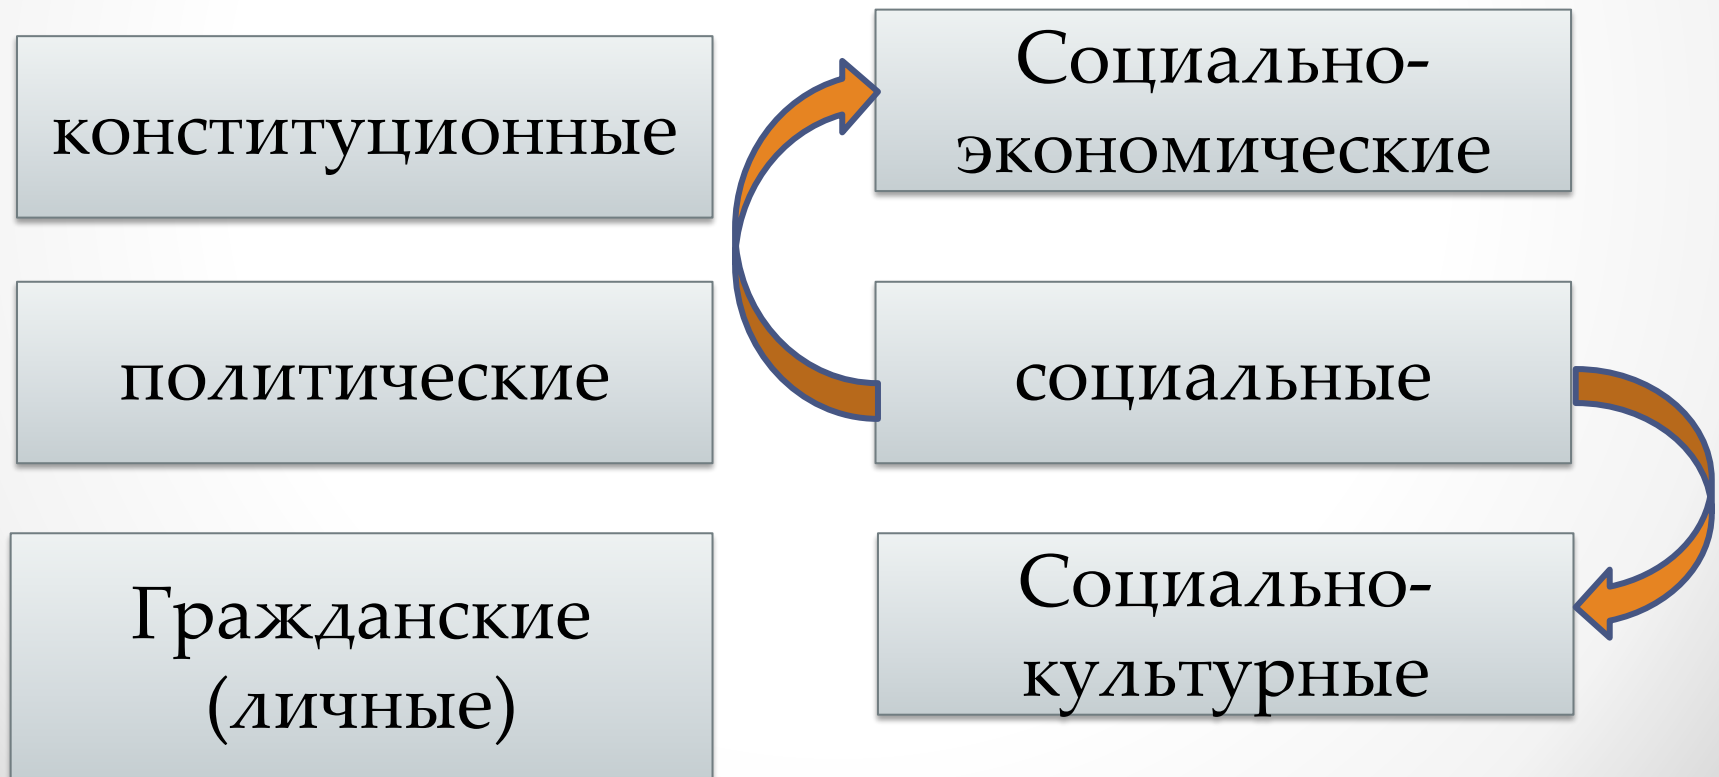 конституционные
политические
Гражданские
(личные)
Социально-
экономические
социальные
Социально-
культурные